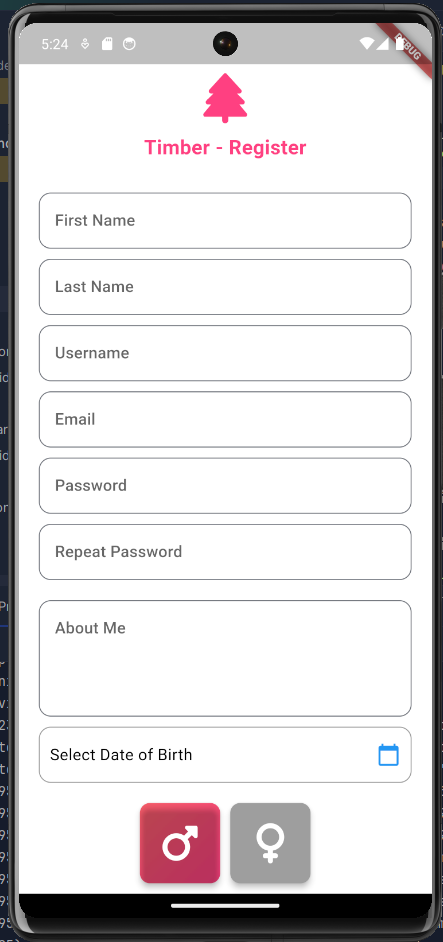 5:24
DEBUG
Timber - Register
First Name
Last Name
Username
Email
Password
Repeat Password
About Me
Select Date of Birth